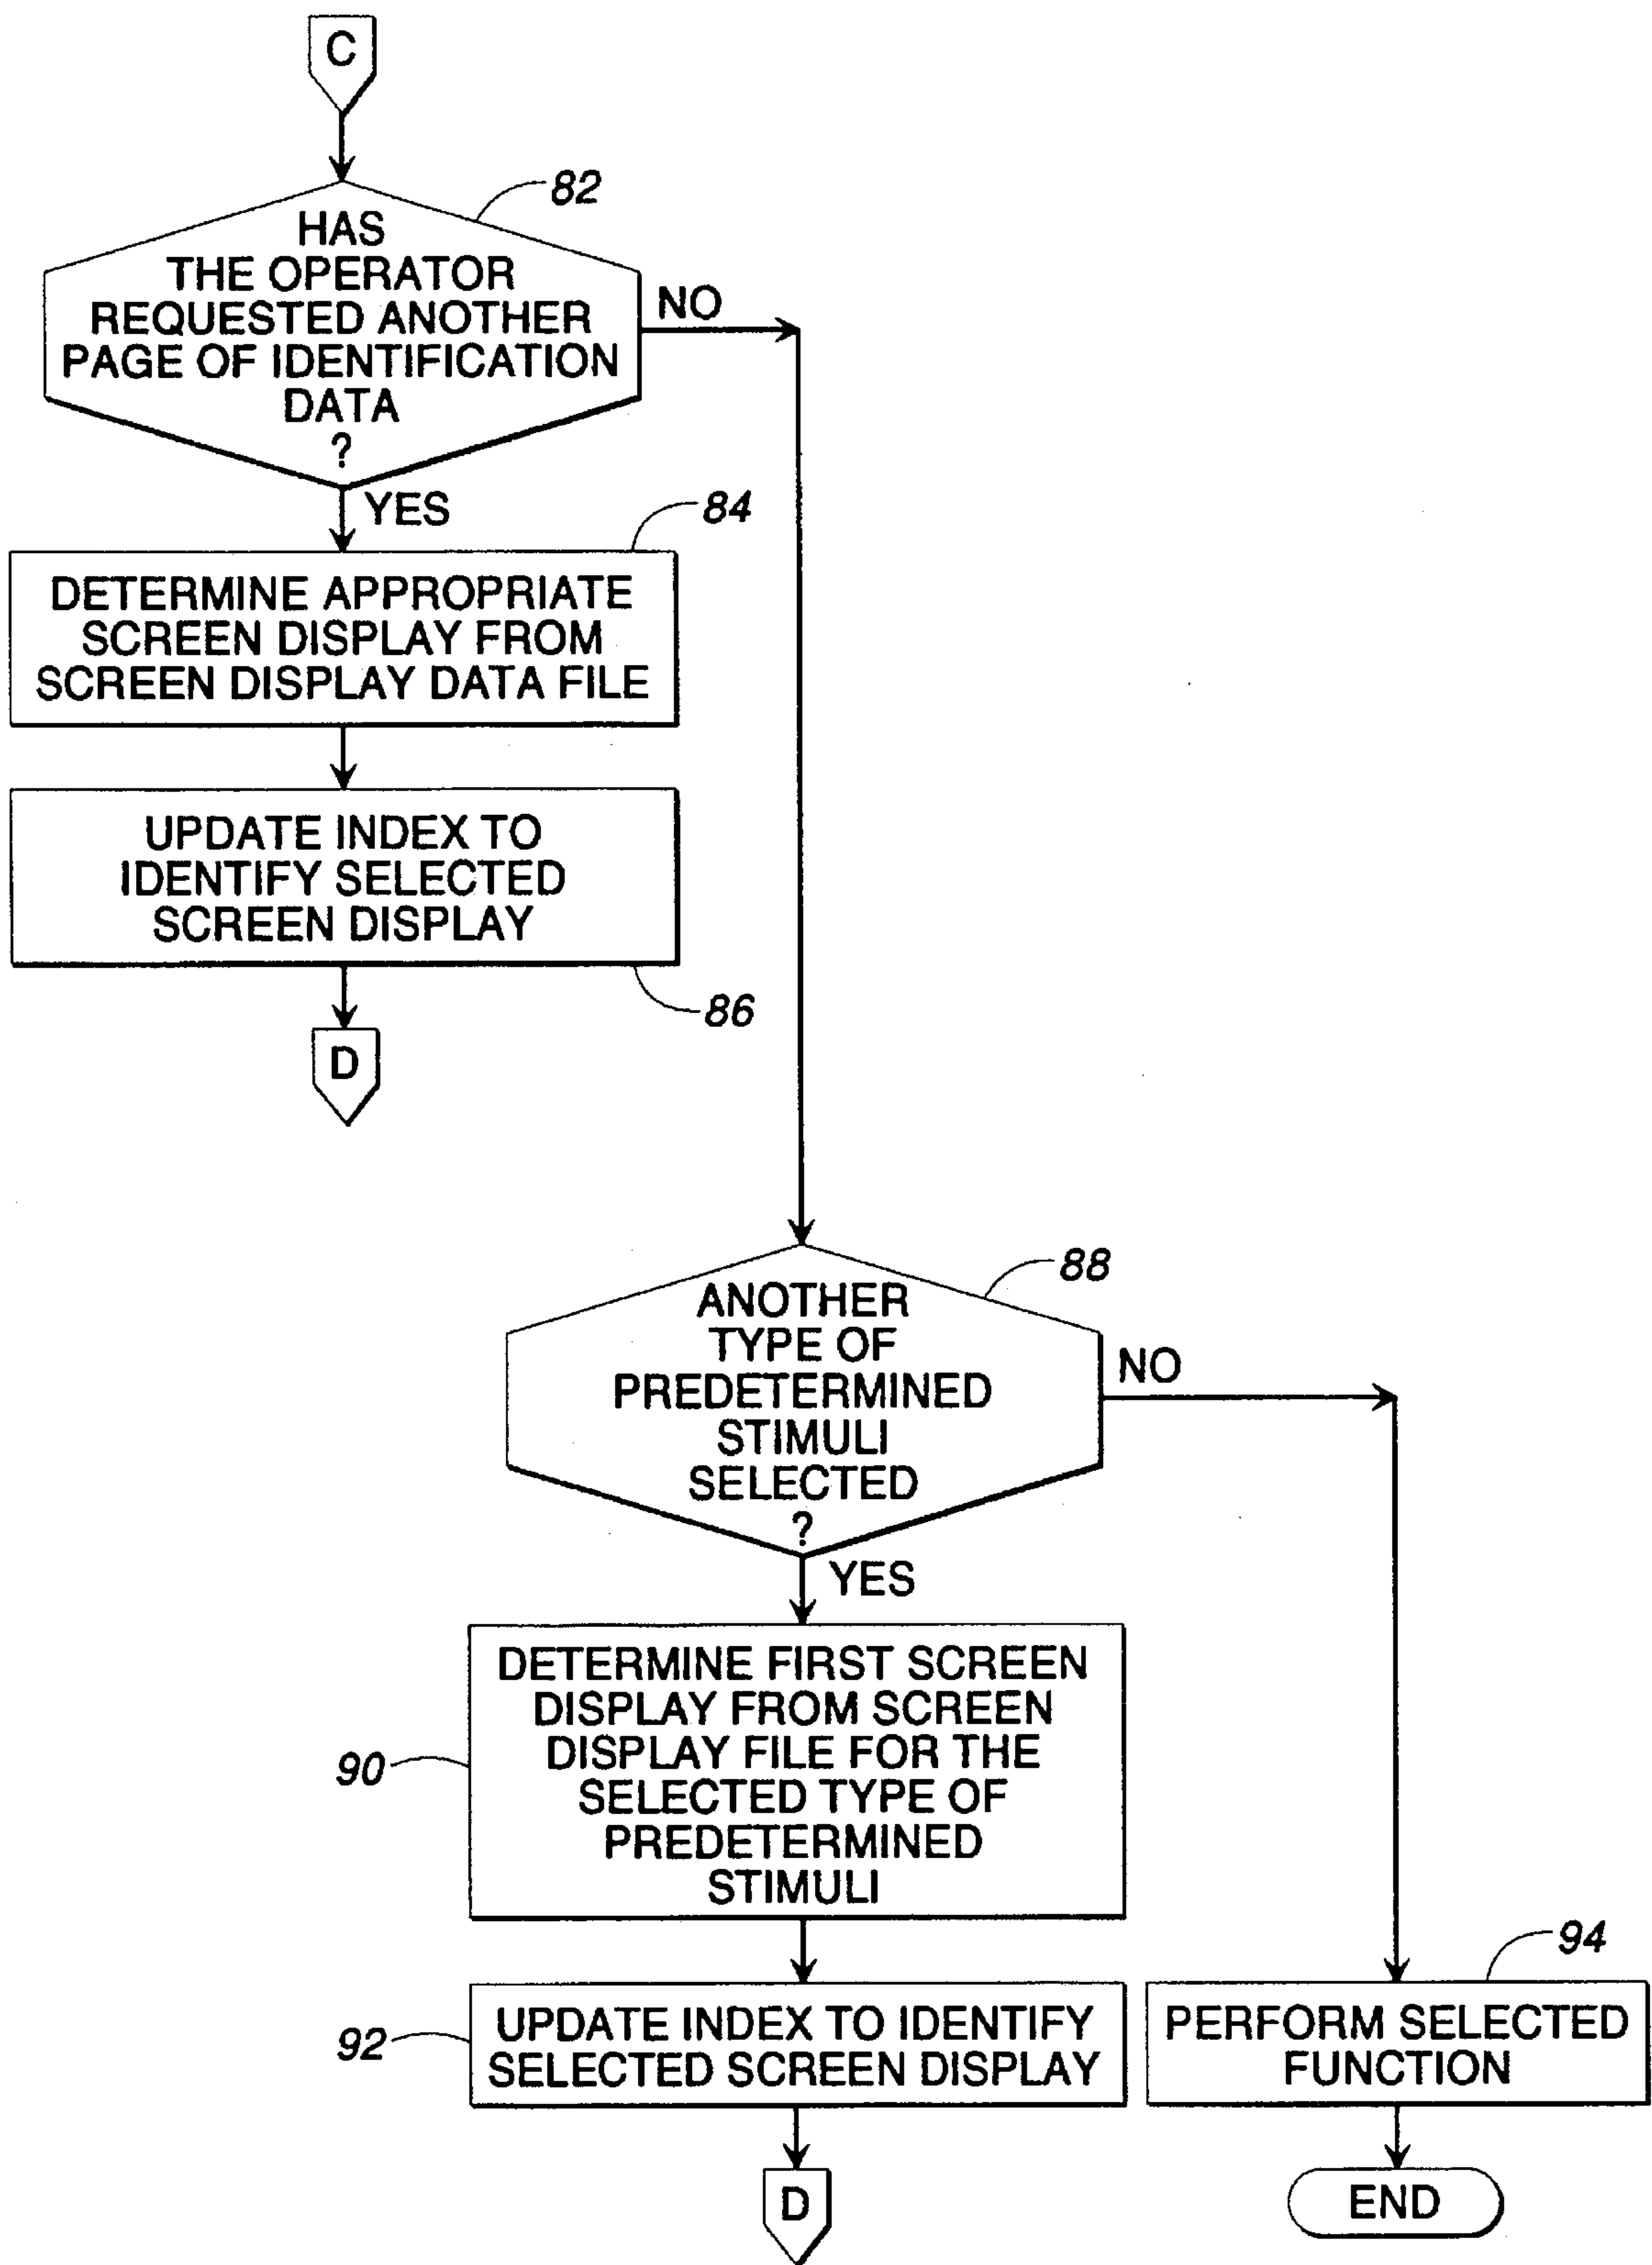 C
82
HAS
THE OPERATOR
REQUESTED ANOTHER
PAGE OF IDENTIFICATION
DATA
?
NO
YES
84
DETERMINE APPROPRIATE
SCREEN DISPLAY FROM
SCREEN DISPLAY DATA FILE
UPDATE INDEX TO
IDENTIFY SELECTED
SCREEN DISPLAY
86
D
88
ANOTHER
TYPE OF
PREDETERMINED
STIMULI
SELECTED
?
NO
YES
90
DETERMINE FIRST SCREEN
DISPLAY FROM SCREEN
DISPLAY FILE FOR THE
SELECTED TYPE OF
PREDETERMINED
STIMULI
92
UPDATE INDEX TO IDENTIFY
SELECTED SCREEN DISPLAY
D
94
PERFORM SELECTED
FUNCTION
END